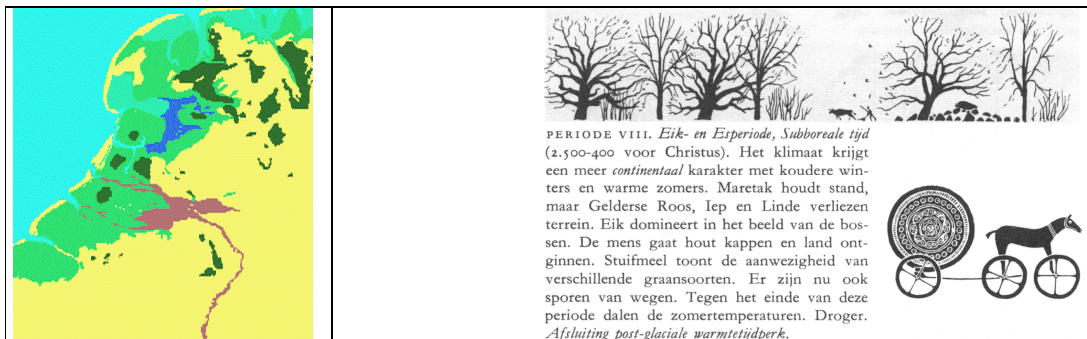 PERIODE VIII. Eik- en Esperiode, Subboreale tijd
(2.500-400 voor Christus). Het klimaat krijgt
een meer continentaal karakter met koudere win-
ters en warme zomers. Maretak houdt stand,
maar Gelderse Roos, Iep en Linde verliezen
terrein. Eik domineert in het beeld van de bos-
sen. De mens gaat hout kappen en land ont-
ginnen. Stuifmeel toont de aanwezigheid van
verschillende graansoorten. Er zijn nu ook
sporen van wegen. Tegen het einde van deze
periode dalen de zomertemperaturen. Droger.
Afsluiting post-glaciale warmtetijdperk.